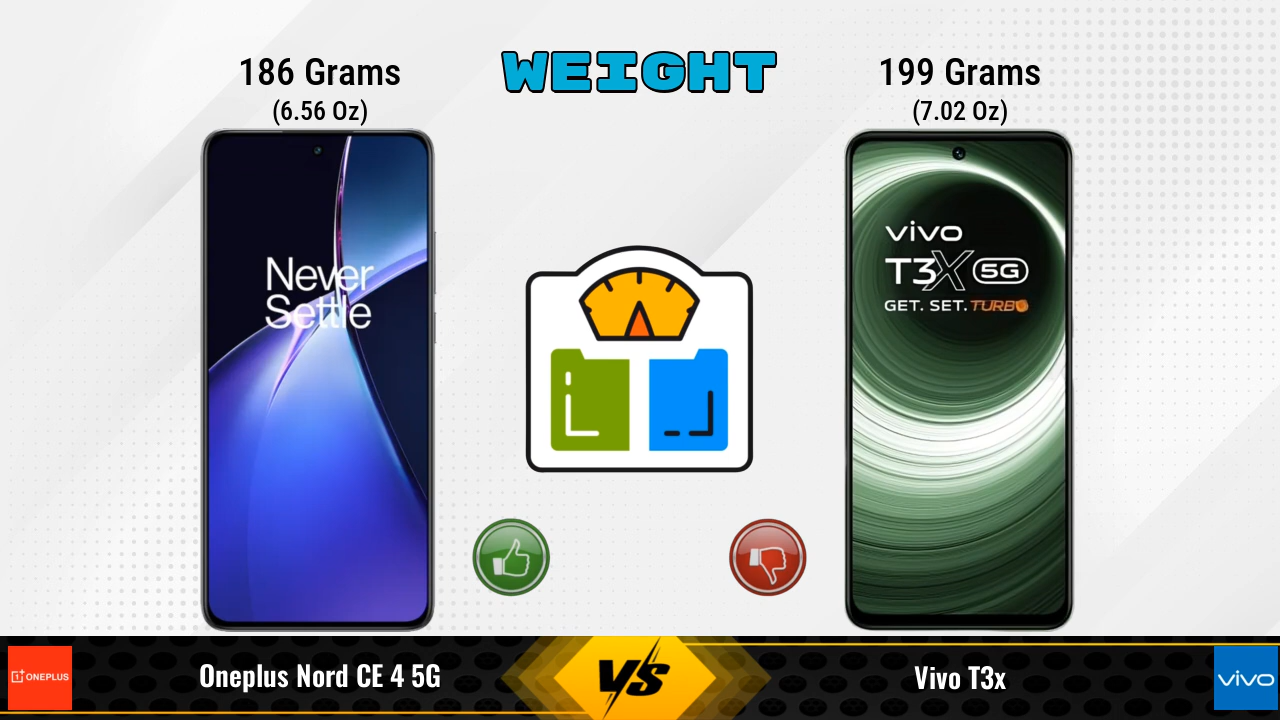 WEIGHT
186 Grams
(6.56 Oz)
199 Grams
(7.02 Oz)
Never
Settle
vivo
T3X 5G
GET. SET. TURBO
1+ ONEPLUS
Oneplus Nord CE 4 5G
VS
Vivo T3x
vivo